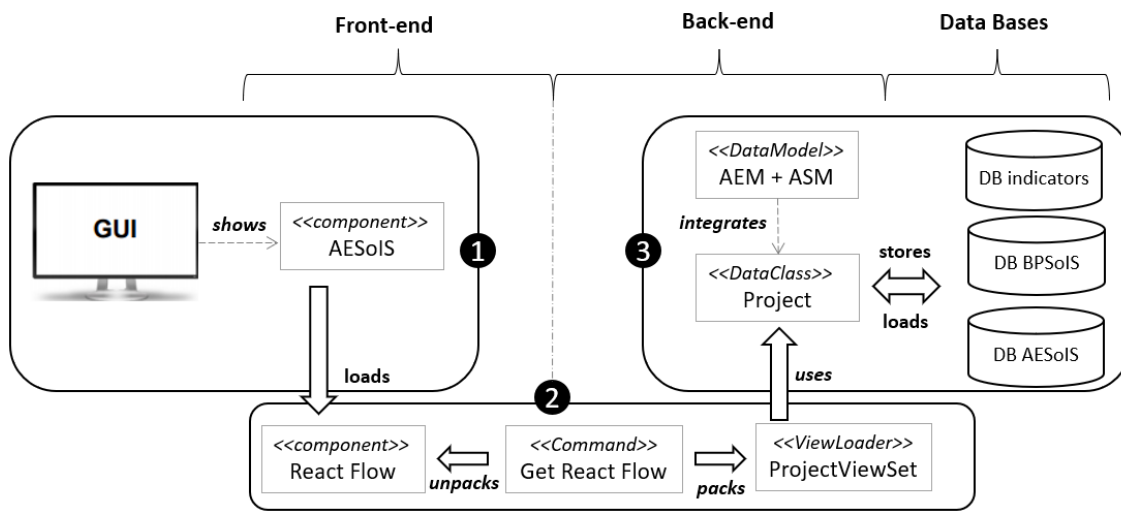 Front-end
Back-end
Data Bases
GUI
shows
<<component>>
AESoIS
1
loads
<<DataModel>>
AEM + ASM
integrates
3
<<DataClass>>
Project
stores
loads
DB indicators
DB BPSoIS
DB AESoIS
uses
2
<<component>>
React Flow
unpacks
<<Command>>
Get React Flow
packs
<<ViewLoader>>
ProjectViewSet